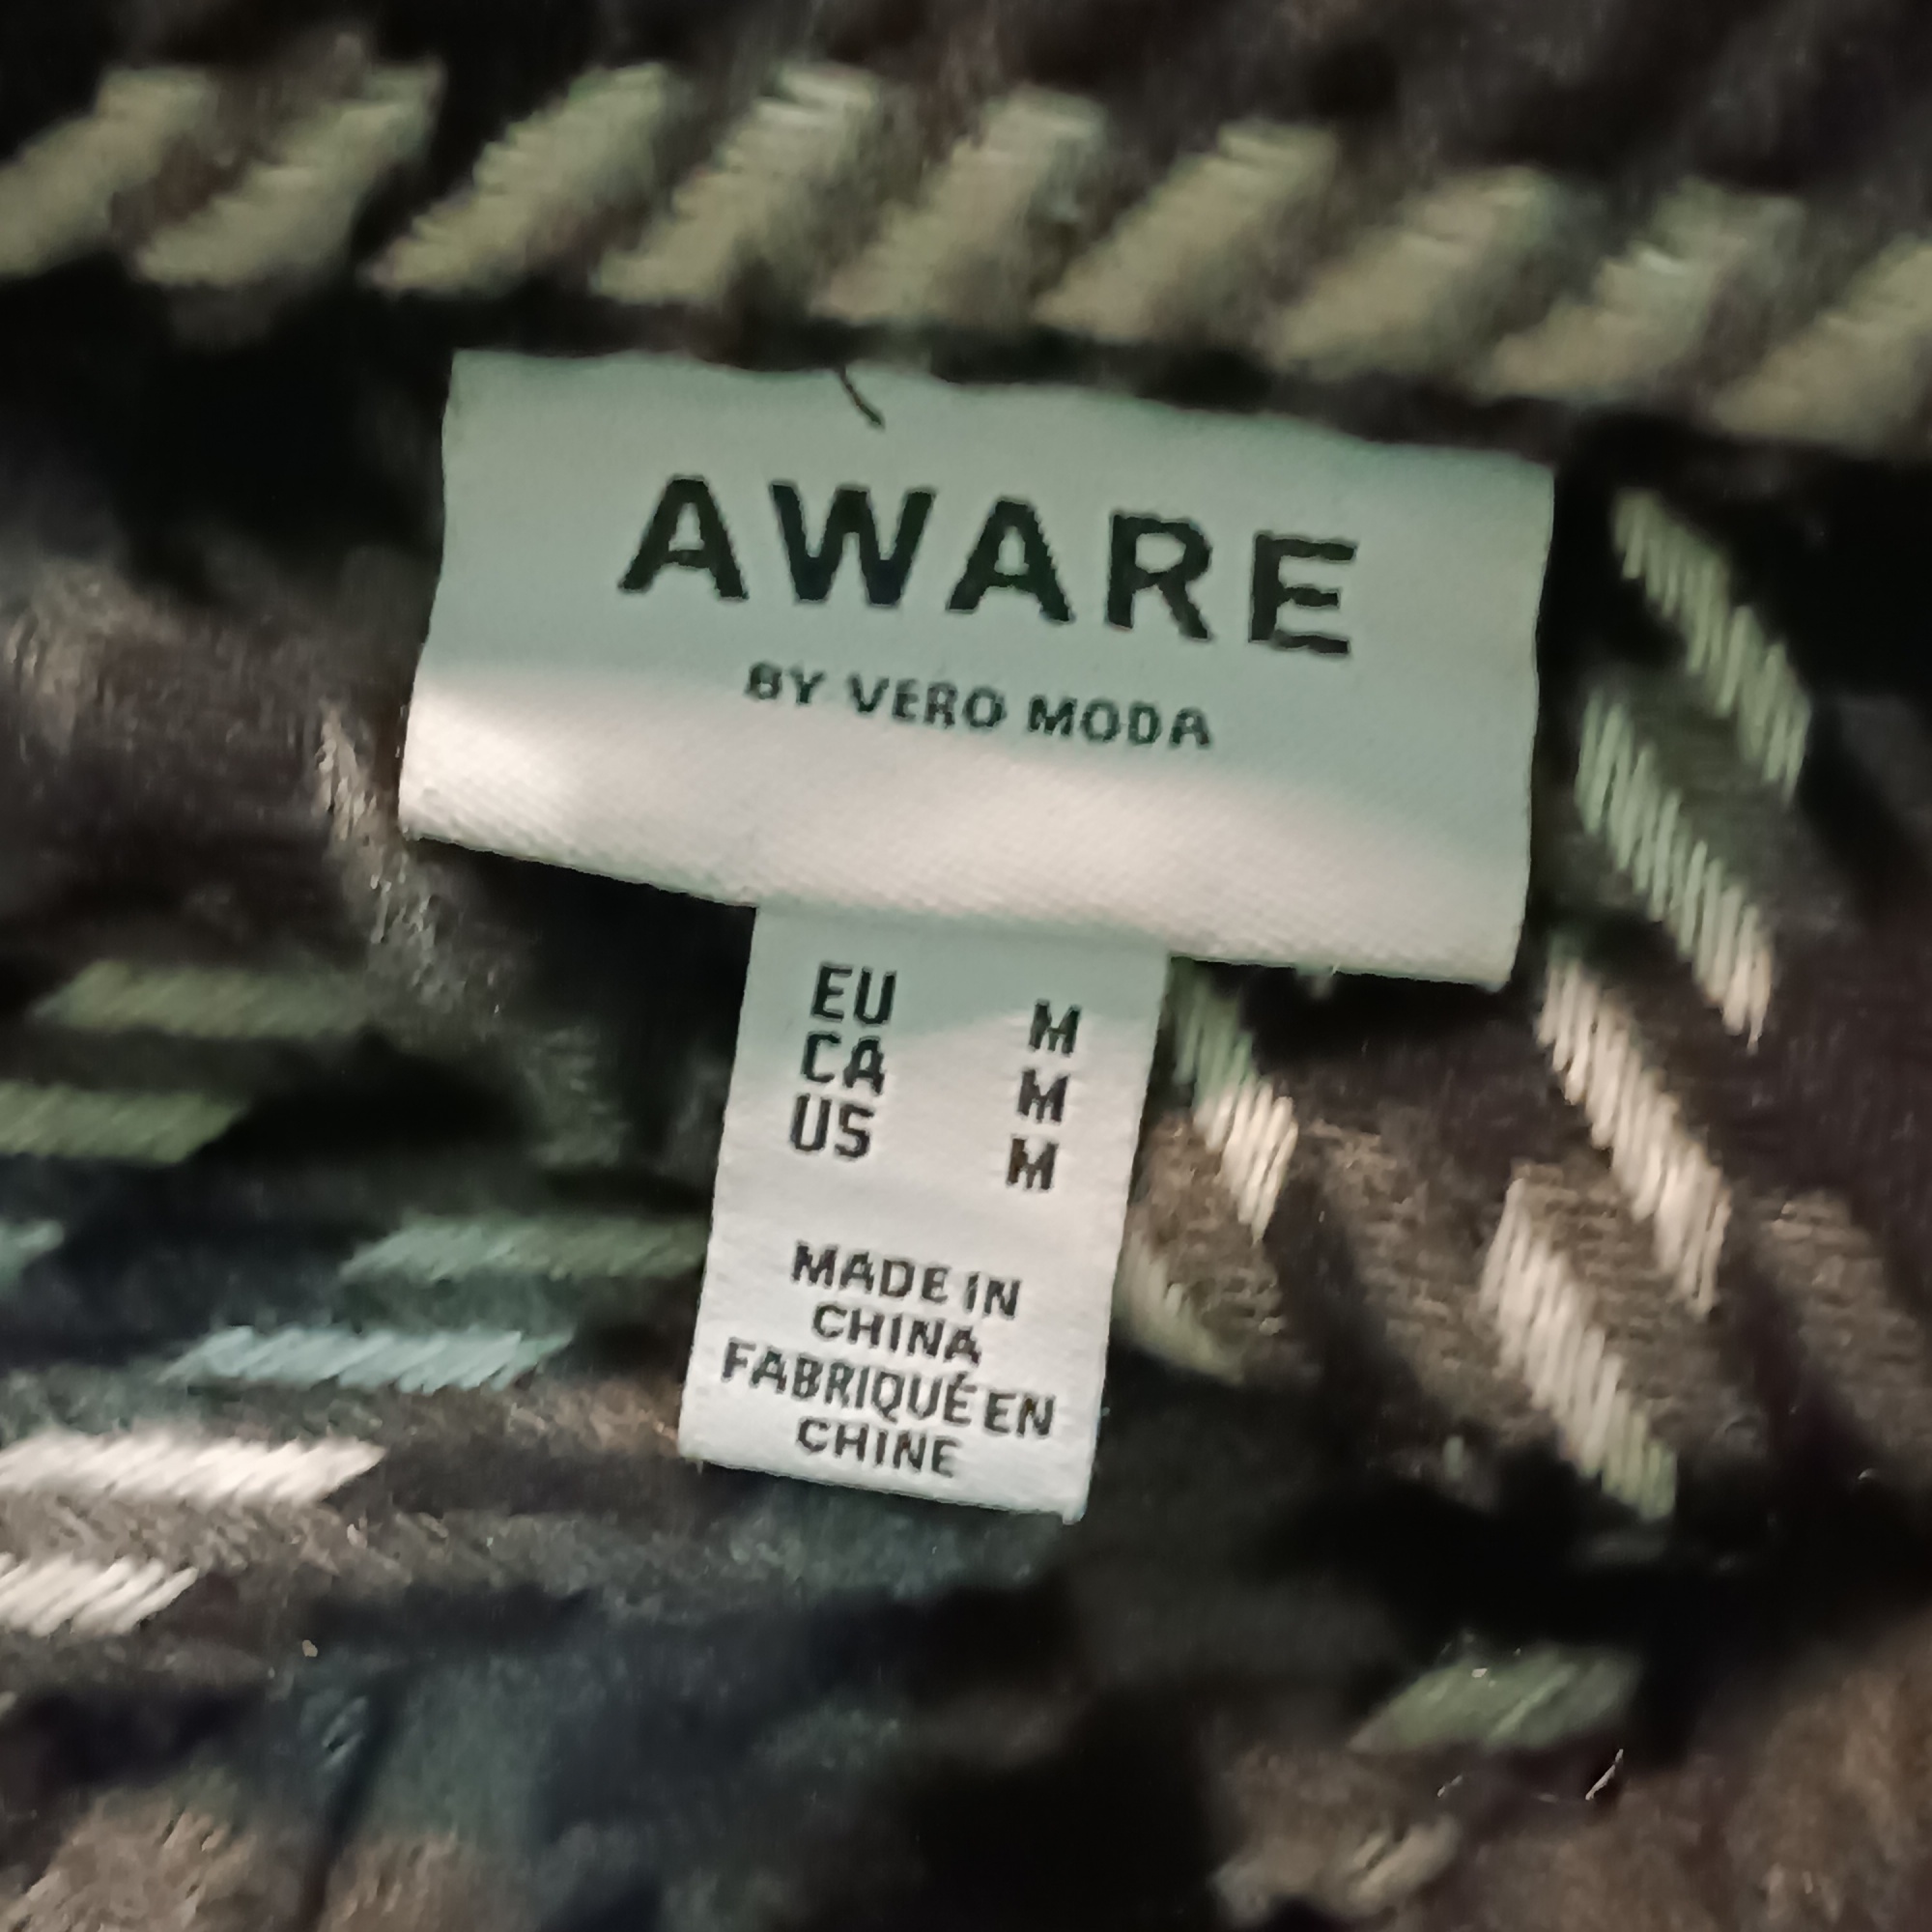 AWARE
BY VERO MODA
EU M
CA M
US M
MADE IN
CHINA
FABRIQUÉ EN
CHINE